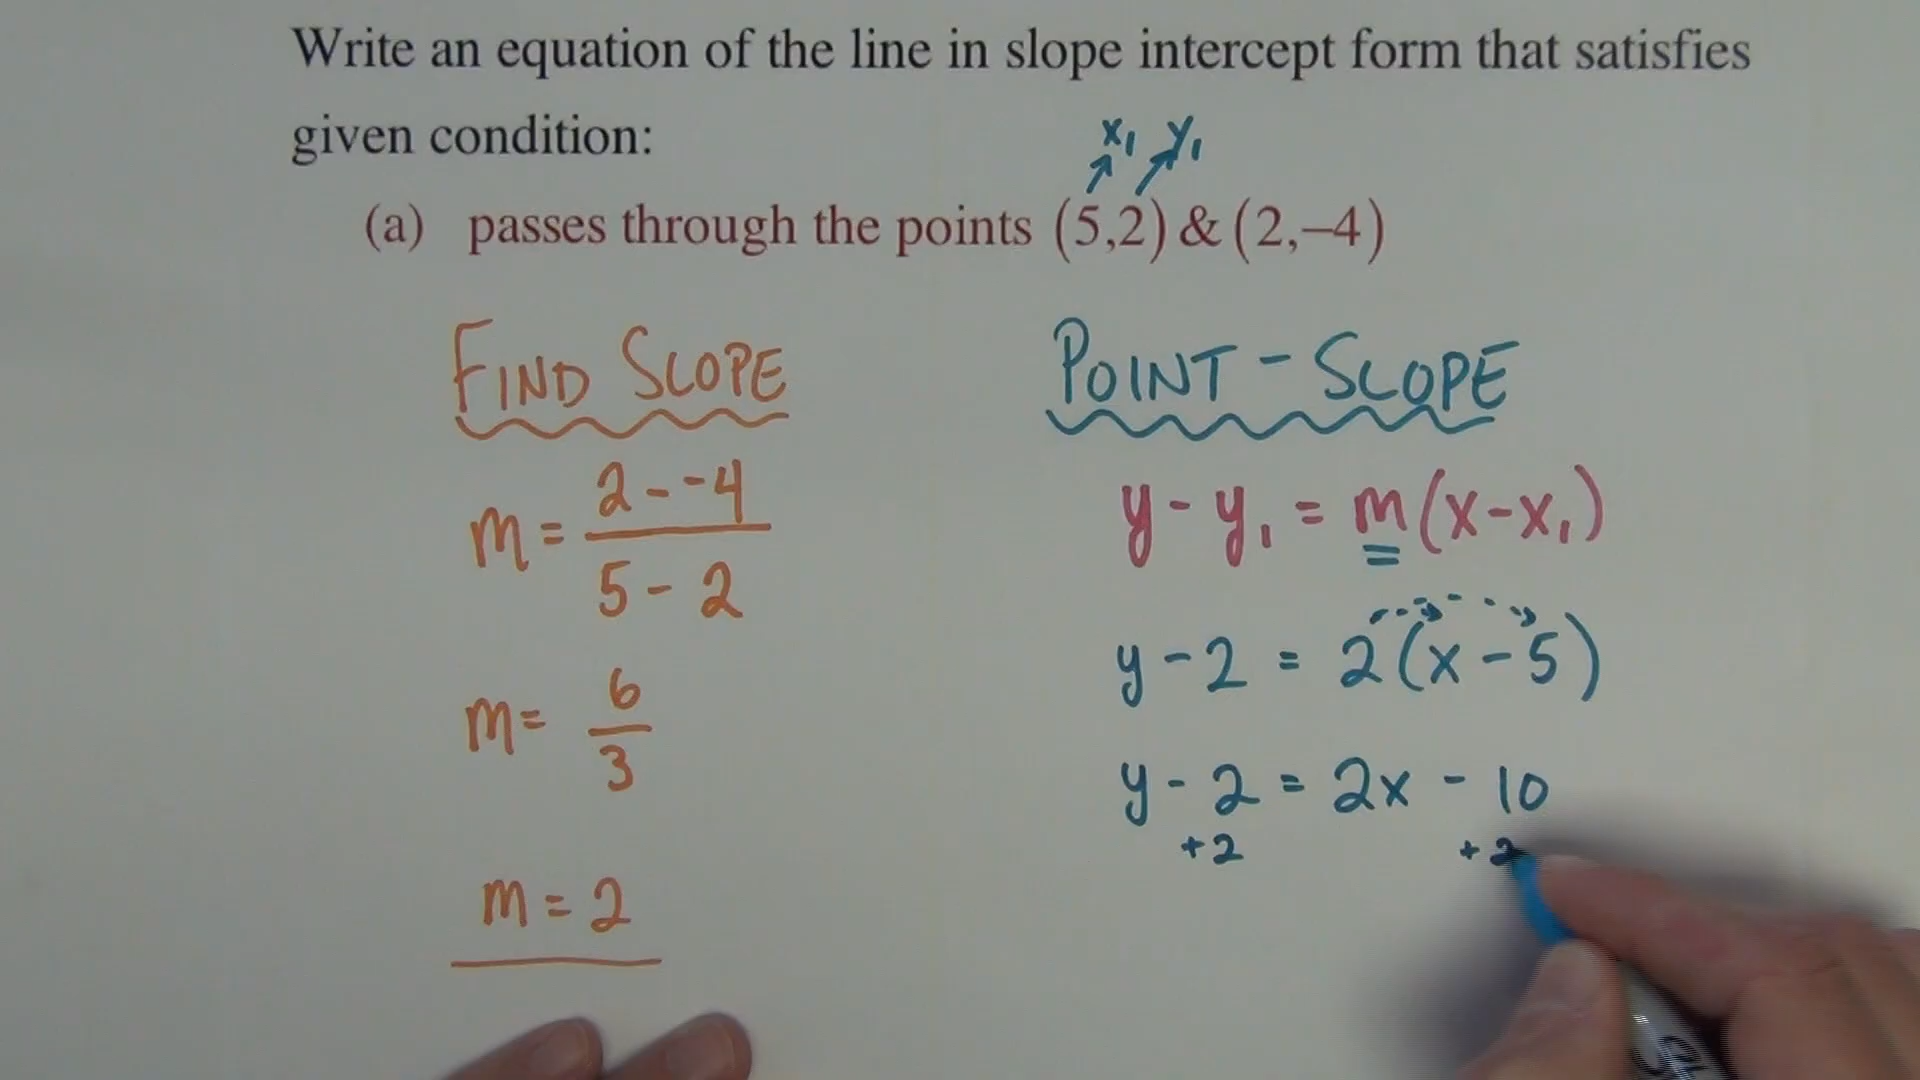 Write an equation of the line in slope intercept form that satisfies
given condition:
x₁ y₁
(a) passes through the points (5,2) & (2,–4)
FIND SLOPE
m = (2 - -4)/(5 - 2)
m = 6/3
m = 2
POINT - SLOPE
y - y₁ = m(x - x₁)
y - 2 = 2(x - 5)
y - 2 = 2x - 10
+2 +2